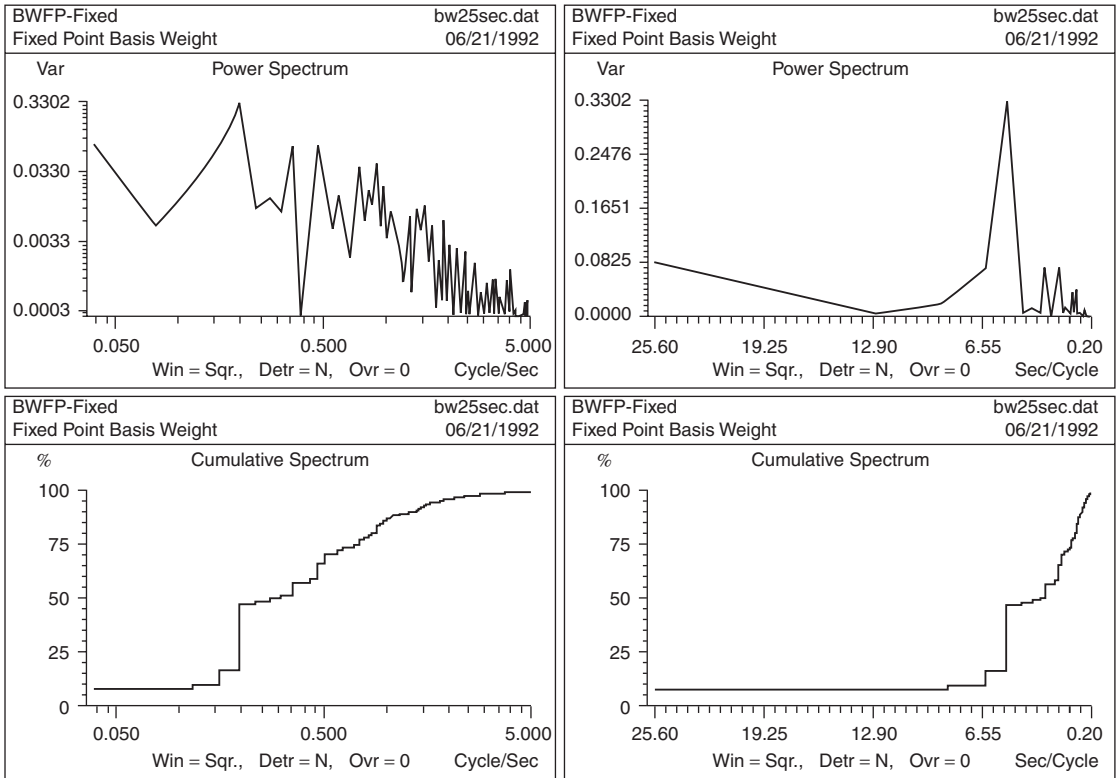 BWFP-Fixed bw25sec.dat
Fixed Point Basis Weight 06/21/1992
Var Power Spectrum
0.3302
0.0330
0.0033
0.0003
0.050 0.500 5.000
Win = Sqr., Detr = N, Ovr = 0 Cycle/Sec
BWFP-Fixed bw25sec.dat
Fixed Point Basis Weight 06/21/1992
Var Power Spectrum
0.3302
0.2476
0.1651
0.0825
0.0000
25.60 19.25 12.90 6.55 0.20
Win = Sqr., Detr = N, Ovr = 0 Sec/Cycle
BWFP-Fixed bw25sec.dat
Fixed Point Basis Weight 06/21/1992
% Cumulative Spectrum
100
75
50
25
0
0.050 0.500 5.000
Win = Sqr., Detr = N, Ovr = 0 Cycle/Sec
BWFP-Fixed bw25sec.dat
Fixed Point Basis Weight 06/21/1992
% Cumulative Spectrum
100
75
50
25
0
25.60 19.25 12.90 6.55 0.20
Win = Sqr., Detr = N, Ovr = 0 Sec/Cycle